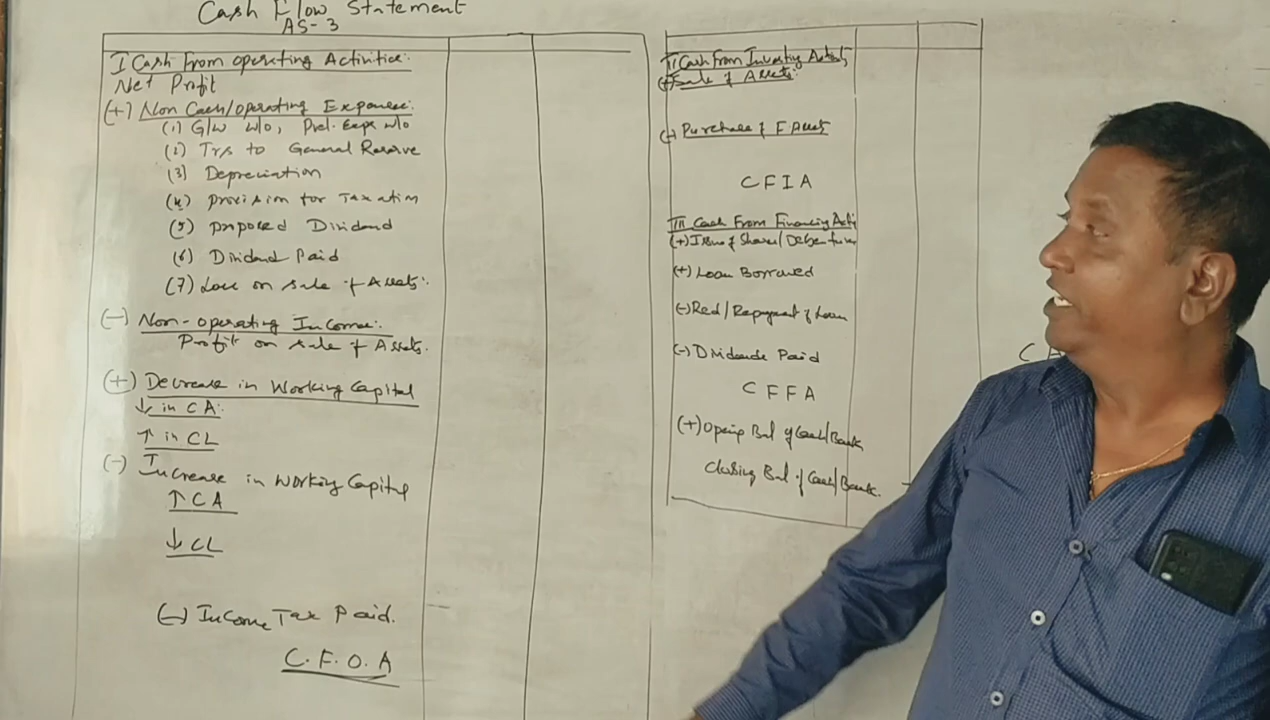 Cash Flow Statement
AS-3
I Cash From operating Activities:
Net Profit
(+) Non Cash/operating Expenses:
(1) G/W w/o, Prel. Exps w/o
(2) Trs to General Reserve
(3) Depreciation
(4) provision for Taxation
(5) proposed Dividend
(6) Dividend Paid
(7) Loss on sale of Assets:
(-) Non-operating Income:
Profit on sale of Assets.
(+) Decrease in Working Capital
↓ in CA:
↑ in CL
(-) Increase in Working Capital
↑ CA
↓ CL
(-) Income Tax Paid.
C.F.O.A
II Cash From Investing
(+) Sale of Assets:
(-) Purchase of F Assets
CFIA
III Cash From Financing Acti
(+) Issue of Shares/Debentures
(+) Loan Borrowed
(-) Red/Repayment of Loan
(-) Dividends Paid
CFFA
(+) Opening Bal of Cash/Bank
Closing Bal of Cash/Bank.
CA